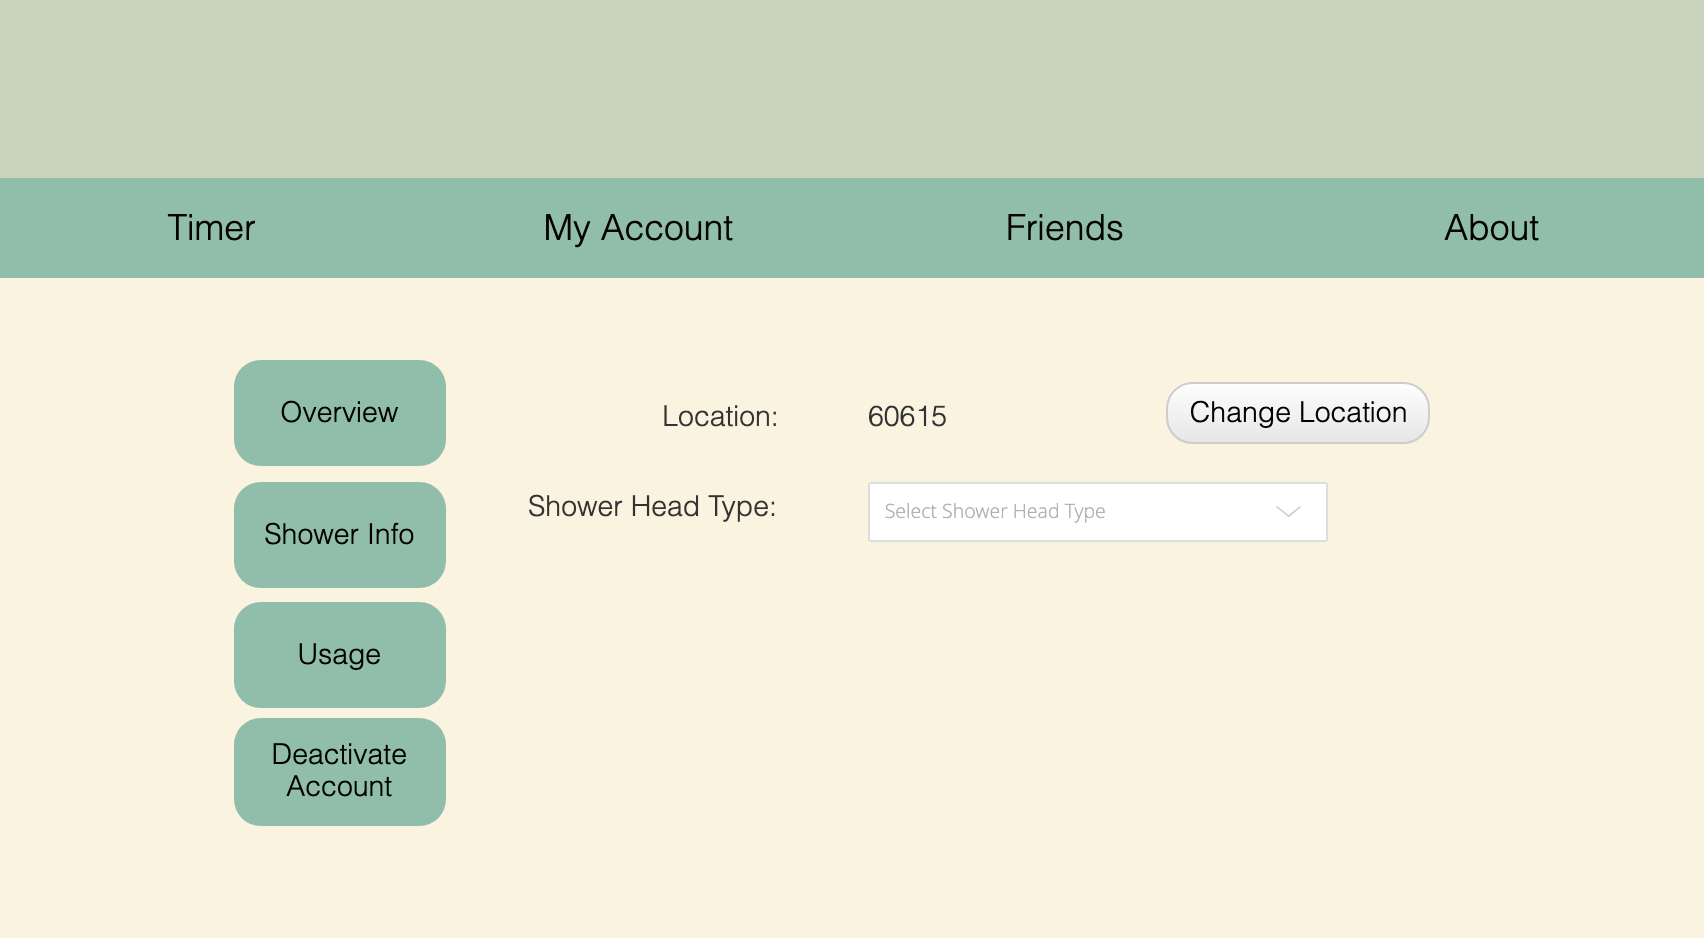 Timer
My Account
Friends
About
Overview
Location:
60615
Change Location
Shower Head Type:
Select Shower Head Type
Shower Info
Usage
Deactivate
Account